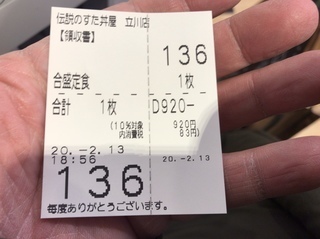 伝説のすた丼屋 立川店
【領収書】 136
合盛定食 1枚
合計 1枚 D920-
(10%対象 920円
内消費税 83円)
20.-2.13
18:56 20.-2.13
136
毎度ありがとうございます。